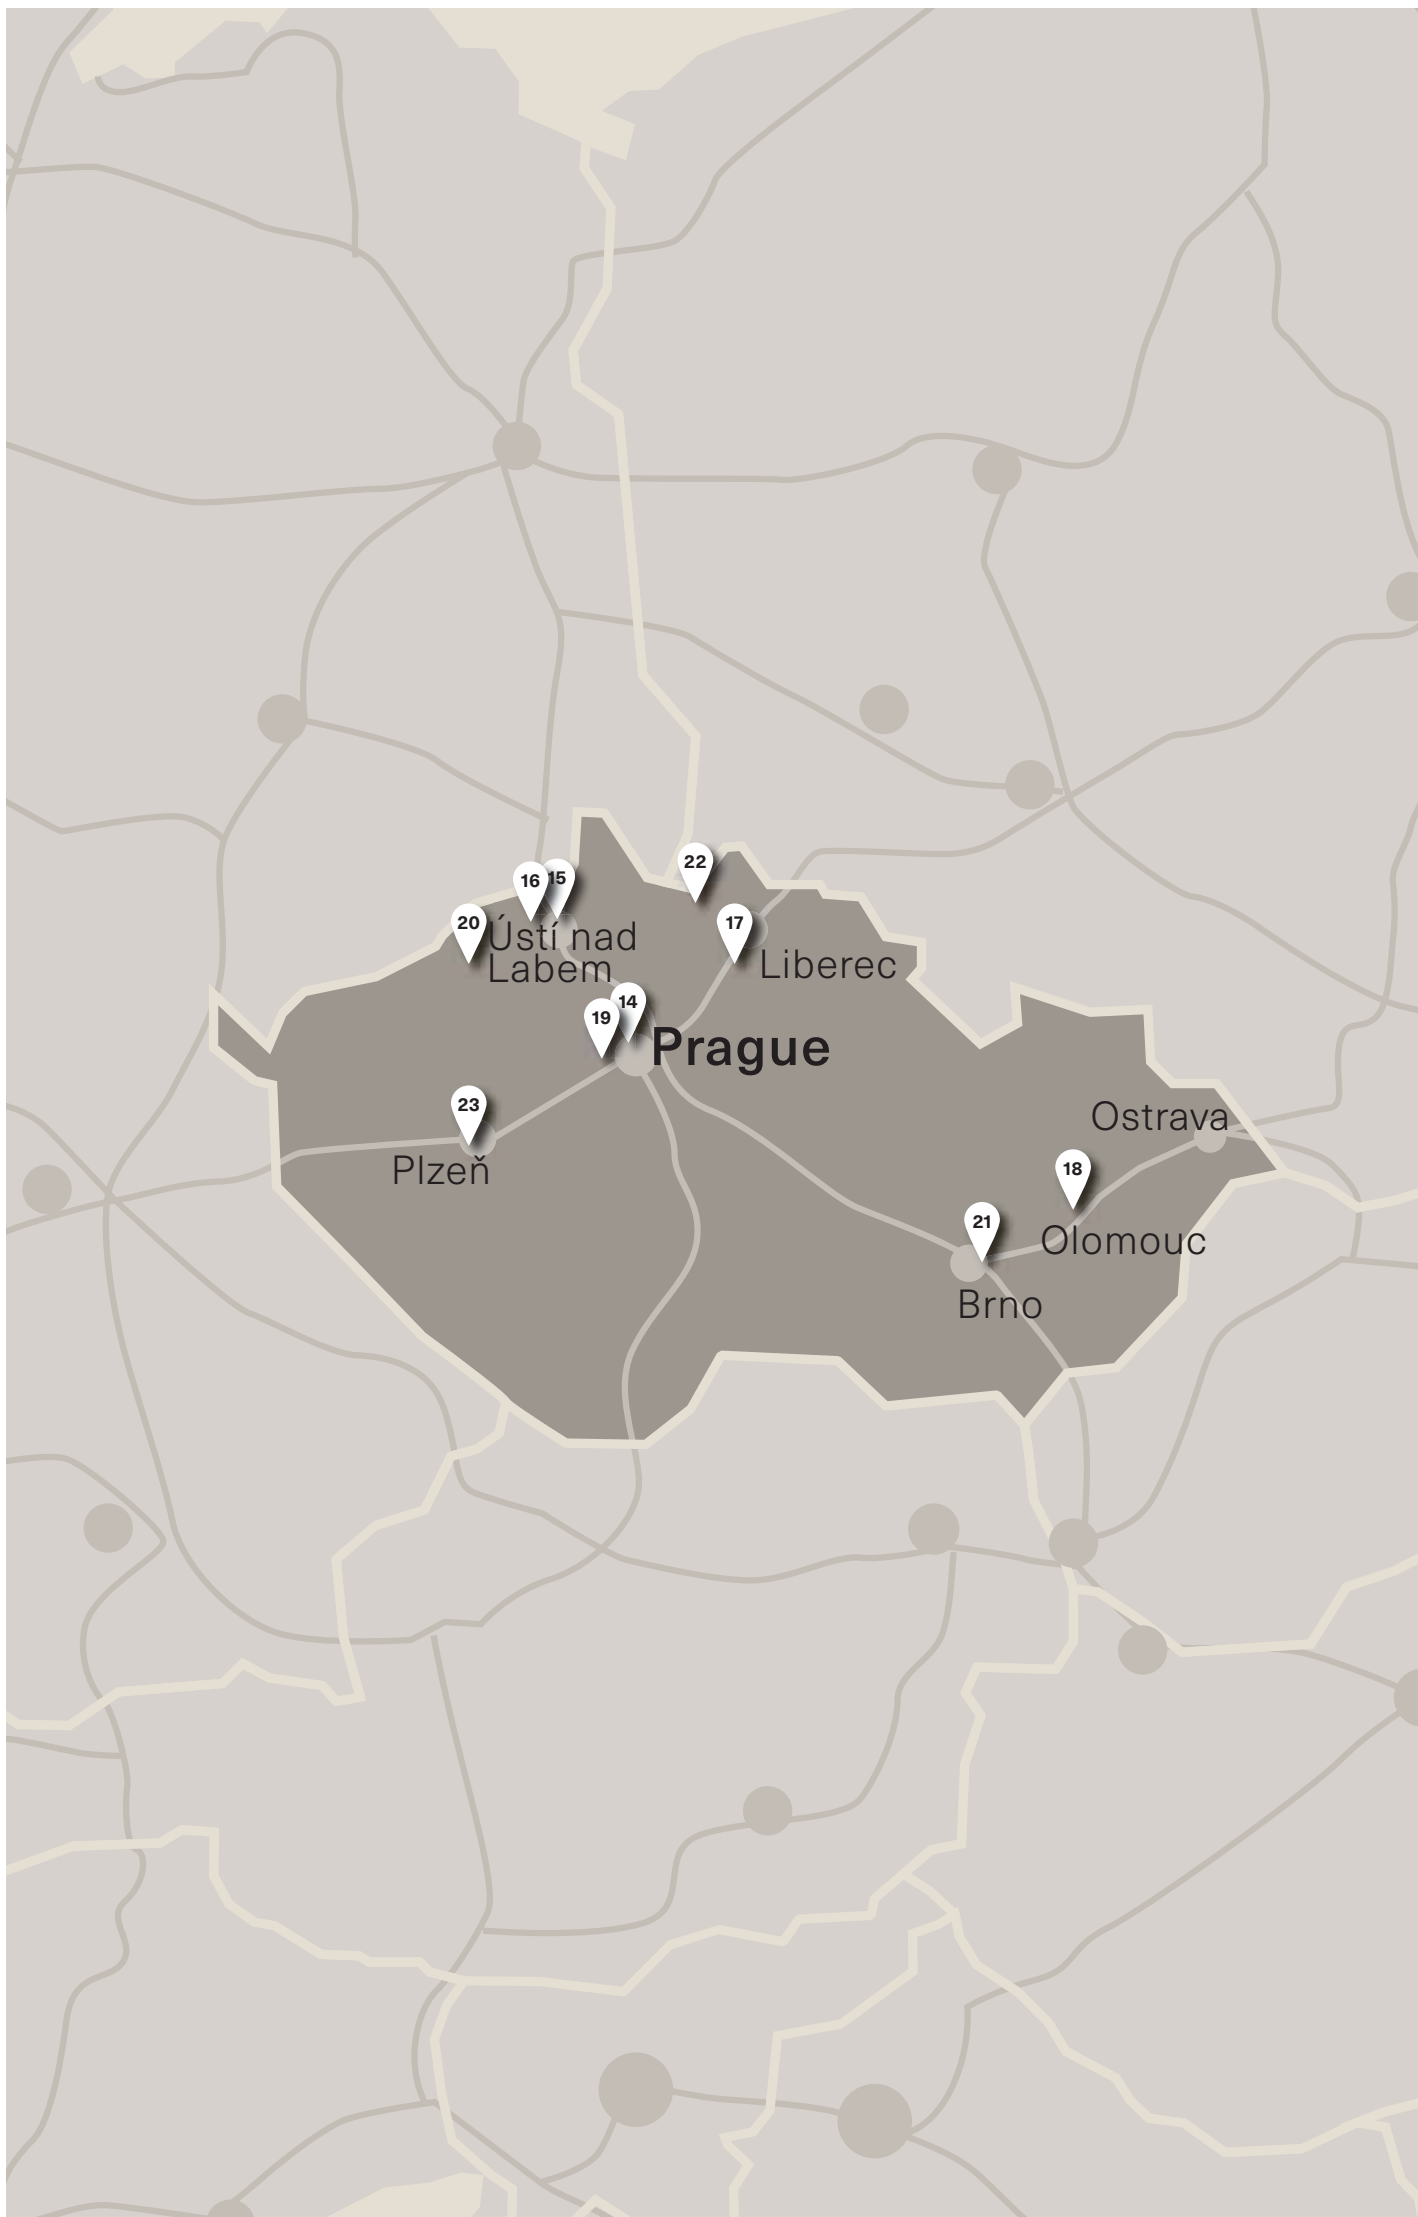 22
16
15
20
17
Ústí nad
Labem
Liberec
14
19
Prague
23
Ostrava
Plzeň
18
21
Olomouc
Brno